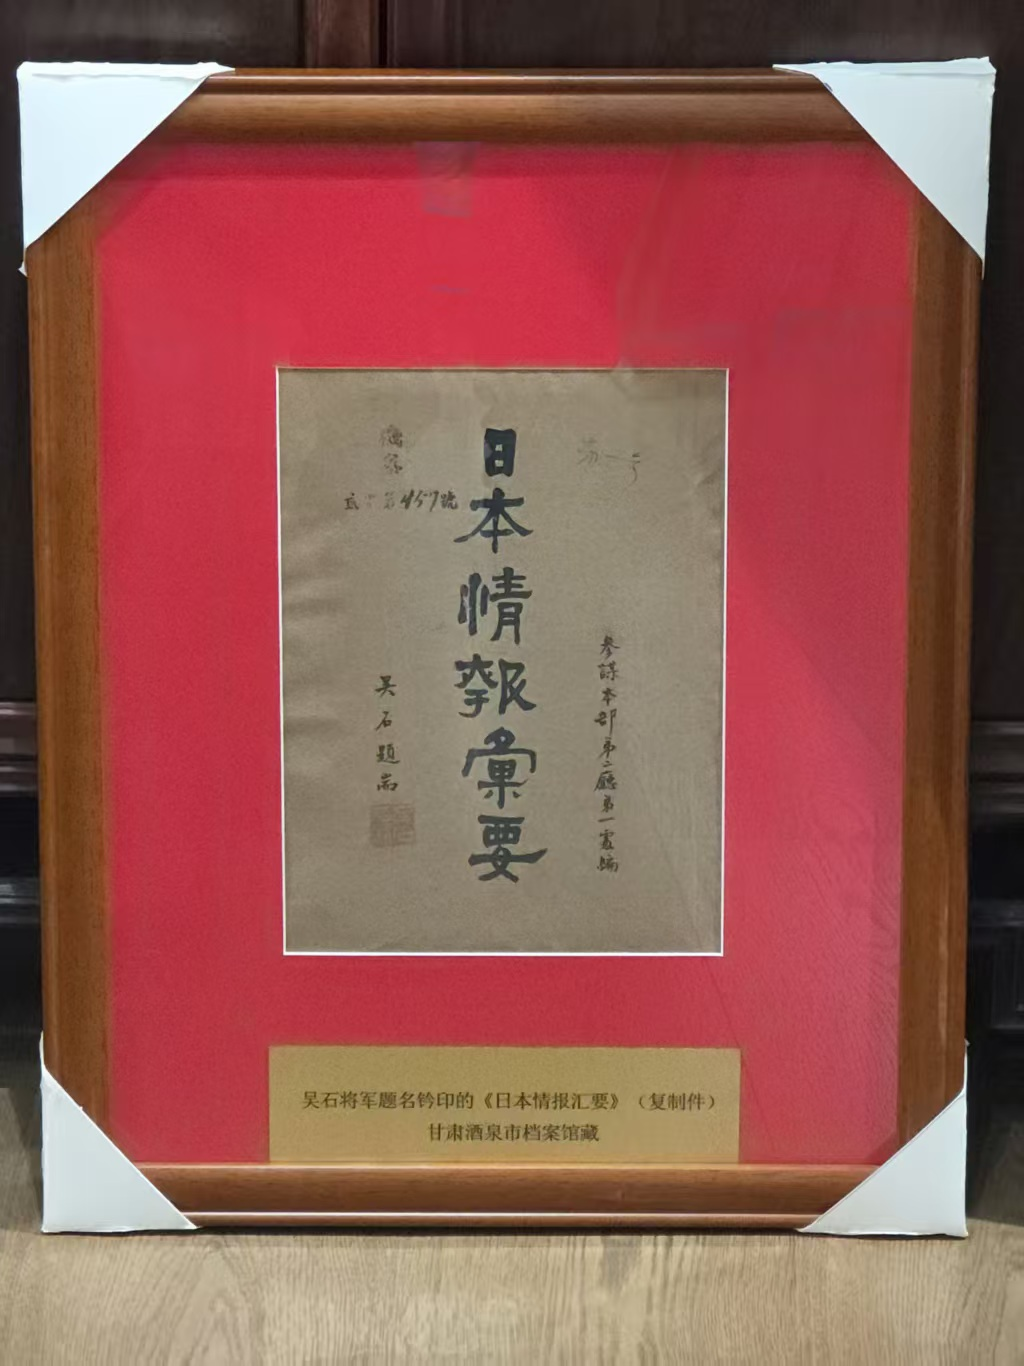 参謀本部第二廳第一處編
日本情報彙要
吴石題耑
吴石将军题名钤印的《日本情报汇要》（复制件）
甘肃酒泉市档案馆藏